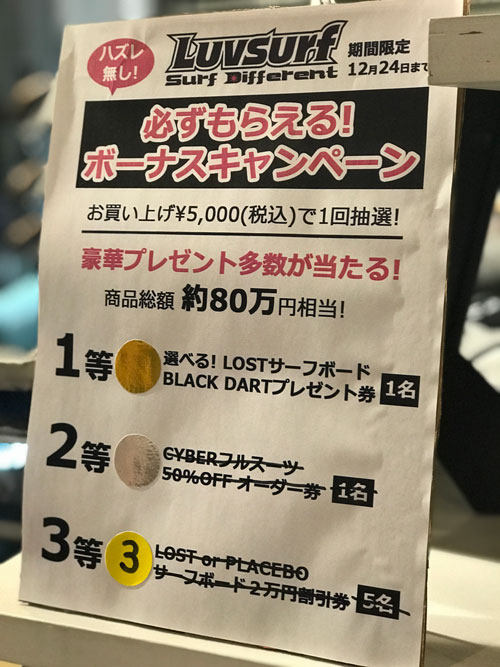 ハズレ
無し!
LUVSURF
Surf Different
期間限定
12月24日まで
必ずもらえる!
ボーナスキャンペーン
お買い上げ¥5,000(税込)で1回抽選!
豪華プレゼント多数が当たる!
商品総額 約80万円相当!
1等
選べる! LOSTサーフボード
BLACK DARTプレゼント券 1名
2等
CYBERフルスーツ
50%OFF オーダー券 1名
3等 3
LOST or PLACEBO
サーフボード2万円割引券 5名